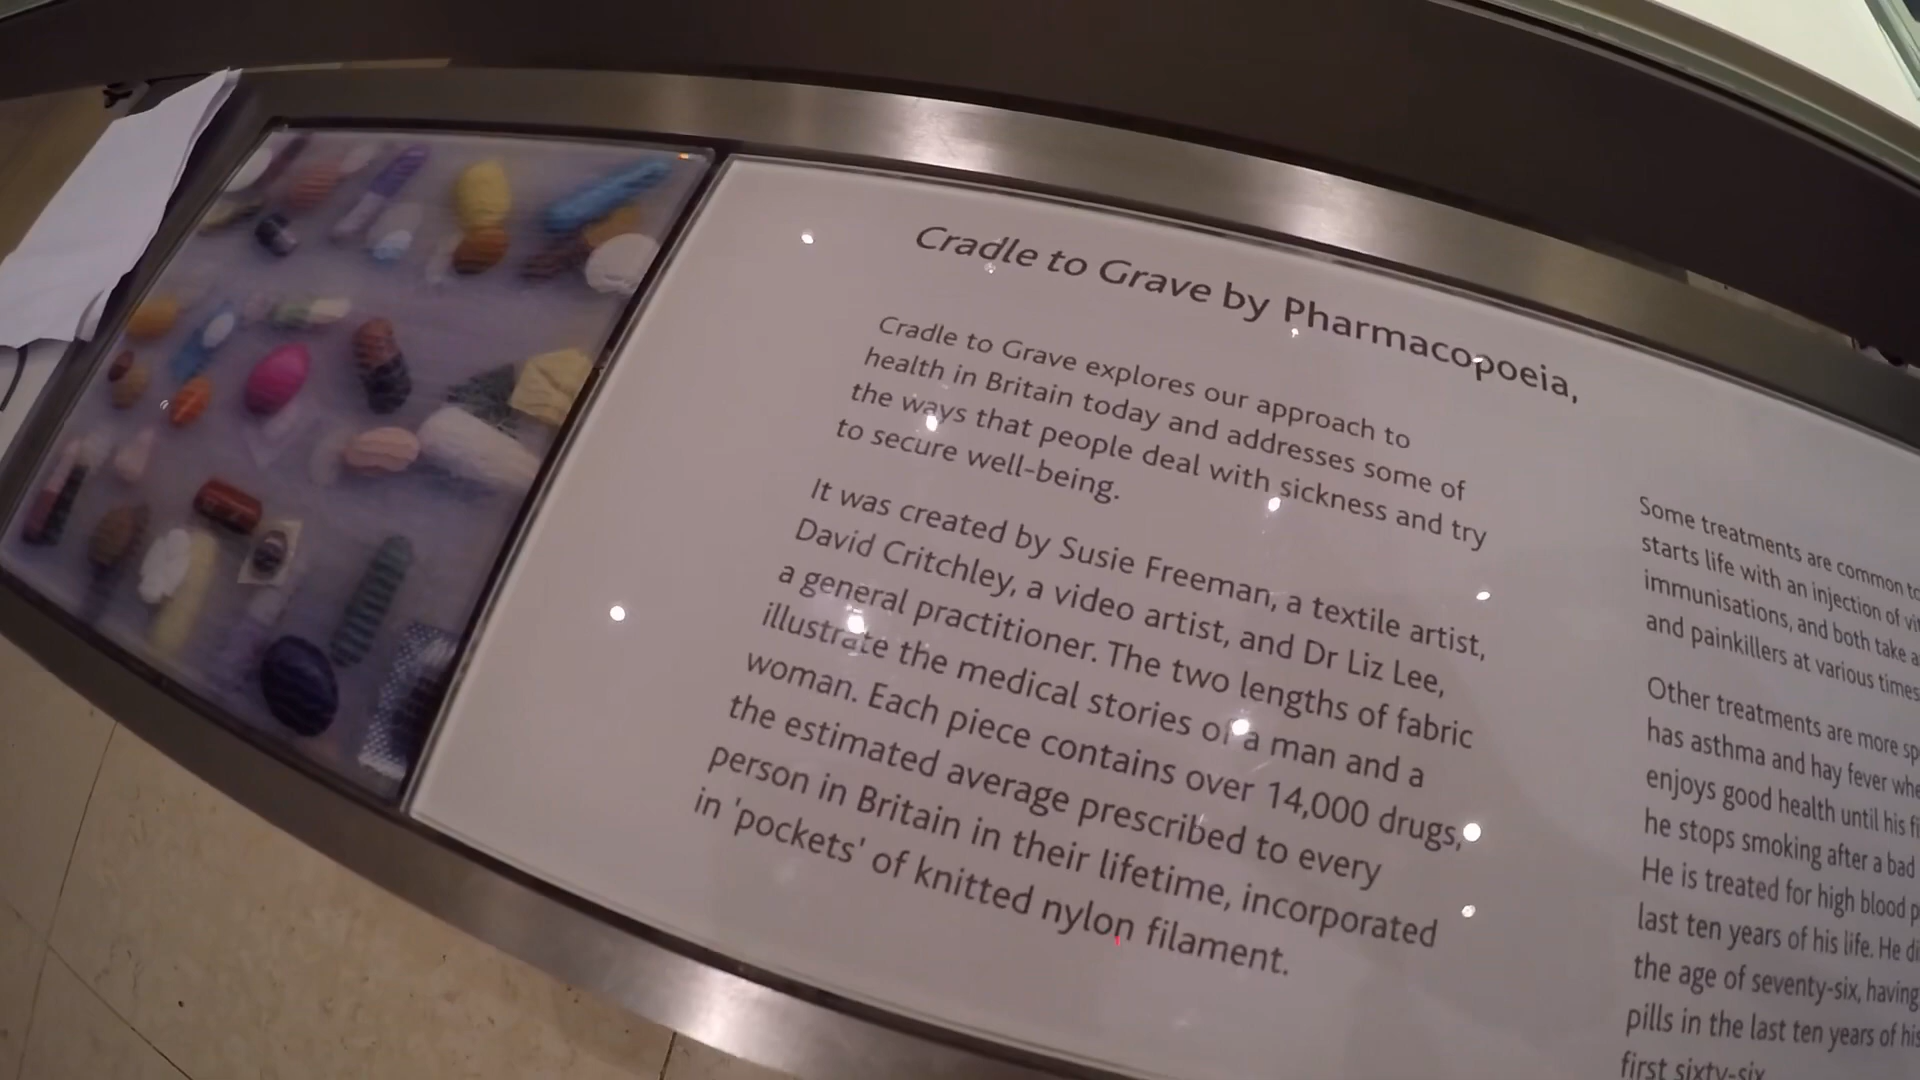 Cradle to Grave by Pharmacopoeia,
Cradle to Grave explores our approach to
health in Britain today and addresses some of
the ways that people deal with sickness and try
to secure well-being.
It was created by Susie Freeman, a textile artist,
David Critchley, a video artist, and Dr Liz Lee,
a general practitioner. The two lengths of fabric
illustrate the medical stories of a man and a
woman. Each piece contains over 14,000 drugs,
the estimated average prescribed to every
person in Britain in their lifetime, incorporated
in 'pockets' of knitted nylon filament.
Some treatments are common
starts life with an injection of
immunisations, and both take
and painkillers at various times
Other treatments are more
has asthma and hay fever
enjoys good health until his
he stops smoking after a bad
He is treated for high blood
last ten years of his life. He
the age of seventy-six, having
pills in the last ten years of his
first sixty-six